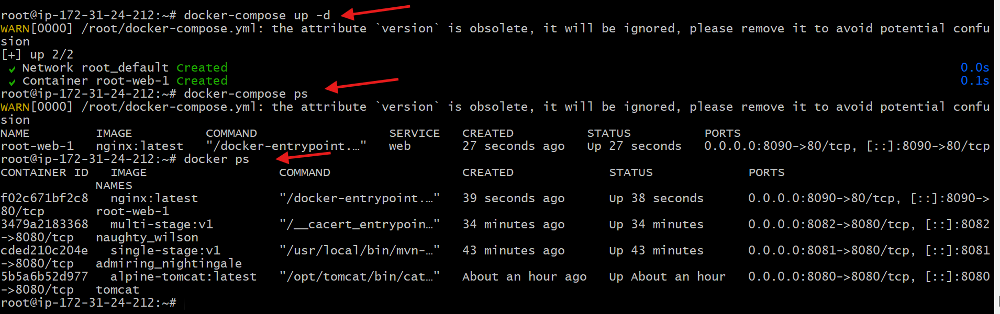 root@ip-172-31-24-212:~# docker-compose up -d
WARN[0000] /root/docker-compose.yml: the attribute `version` is obsolete, it will be ignored, please remove it to avoid potential confu
sion
[+] up 2/2
✔ Network root_default Created 0.0s
✔ Container root-web-1 Created 0.1s
root@ip-172-31-24-212:~# docker-compose ps
WARN[0000] /root/docker-compose.yml: the attribute `version` is obsolete, it will be ignored, please remove it to avoid potential confu
sion
NAME IMAGE COMMAND SERVICE CREATED STATUS PORTS
root-web-1 nginx:latest "/docker-entrypoint.…" web 27 seconds ago Up 27 seconds 0.0.0.0:8090->80/tcp, [::]:8090->80/tcp
root@ip-172-31-24-212:~# docker ps
CONTAINER ID IMAGE COMMAND CREATED STATUS PORTS
NAMES
f02c671bf2c8 nginx:latest "/docker-entrypoint.…" 39 seconds ago Up 38 seconds 0.0.0.0:8090->80/tcp, [::]:8090->
80/tcp root-web-1
3479a2183368 multi-stage:v1 "/__cacert_entrypoin…" 34 minutes ago Up 34 minutes 0.0.0.0:8082->8080/tcp, [::]:8082
->8080/tcp naughty_wilson
cded210c204e single-stage:v1 "/usr/local/bin/mvn-…" 43 minutes ago Up 43 minutes 0.0.0.0:8081->8080/tcp, [::]:8081
->8080/tcp admiring_nightingale
5b5a6b52d977 alpine-tomcat:latest "/opt/tomcat/bin/cat…" About an hour ago Up About an hour 0.0.0.0:8080->8080/tcp, [::]:8080
->8080/tcp tomcat
root@ip-172-31-24-212:~#